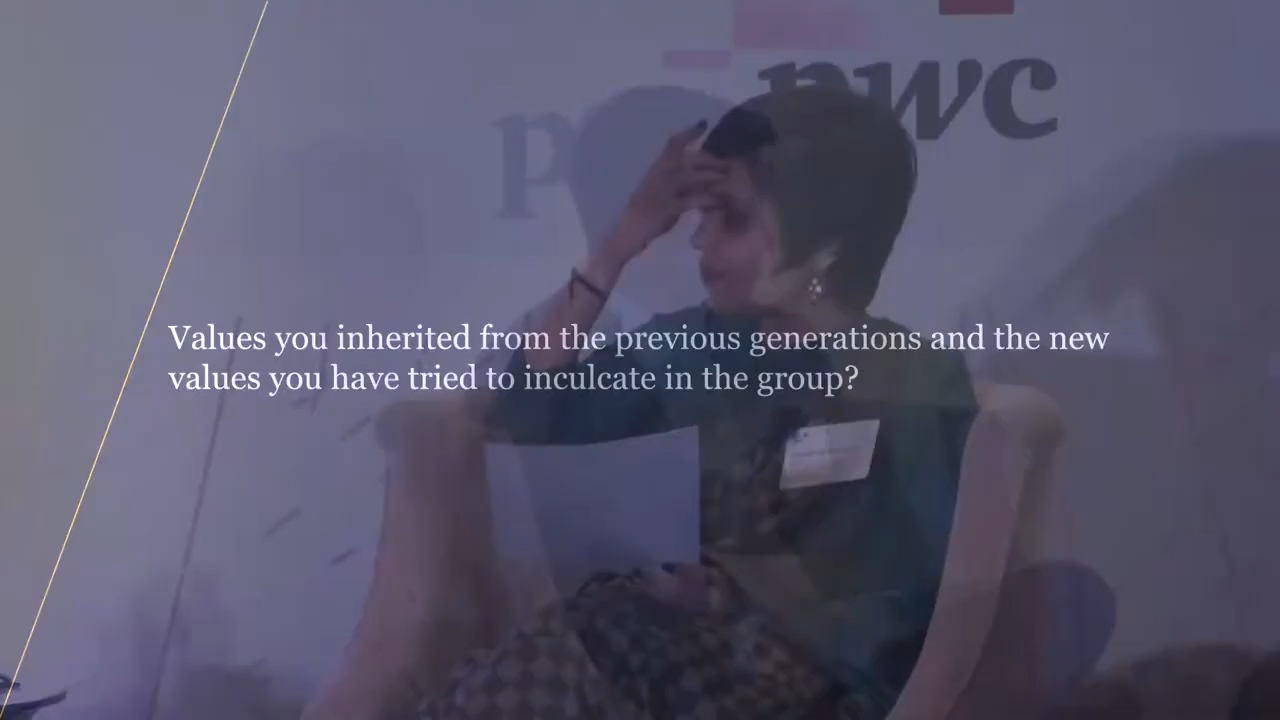 pwc
Values you inherited from the previous generations and the new
values you have tried to inculcate in the group?